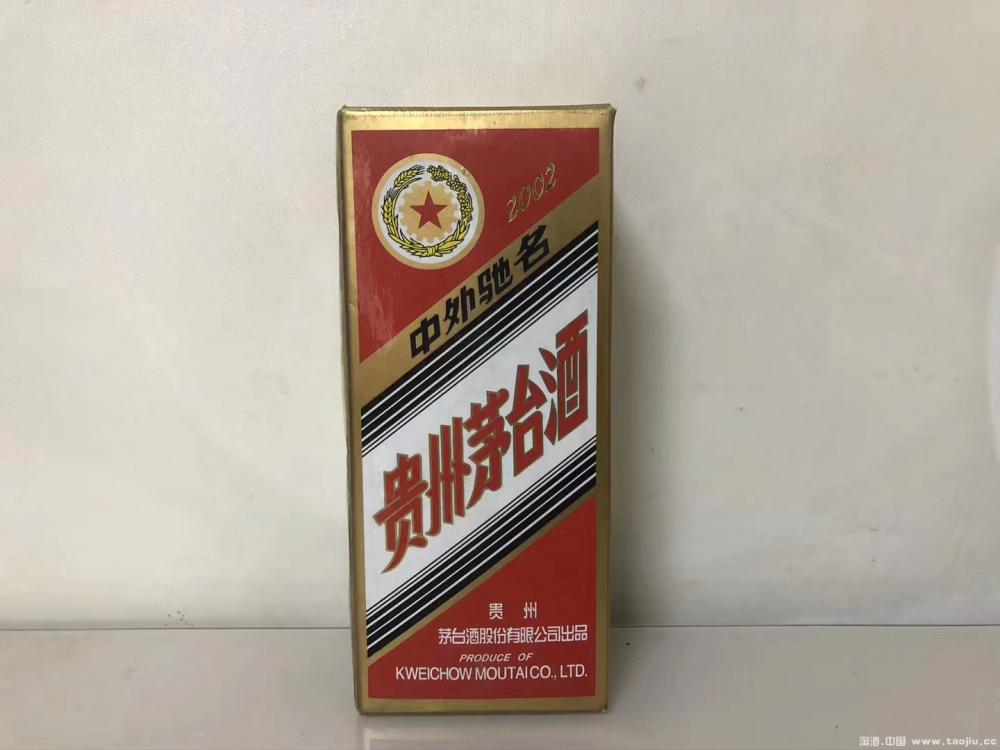 2002
中外驰名
贵州茅台酒
贵州
茅台酒股份有限公司出品
PRODUCE OF
KWEICHOW MOUTAI CO., LTD.
淘酒.中国 www.taojiu.cc